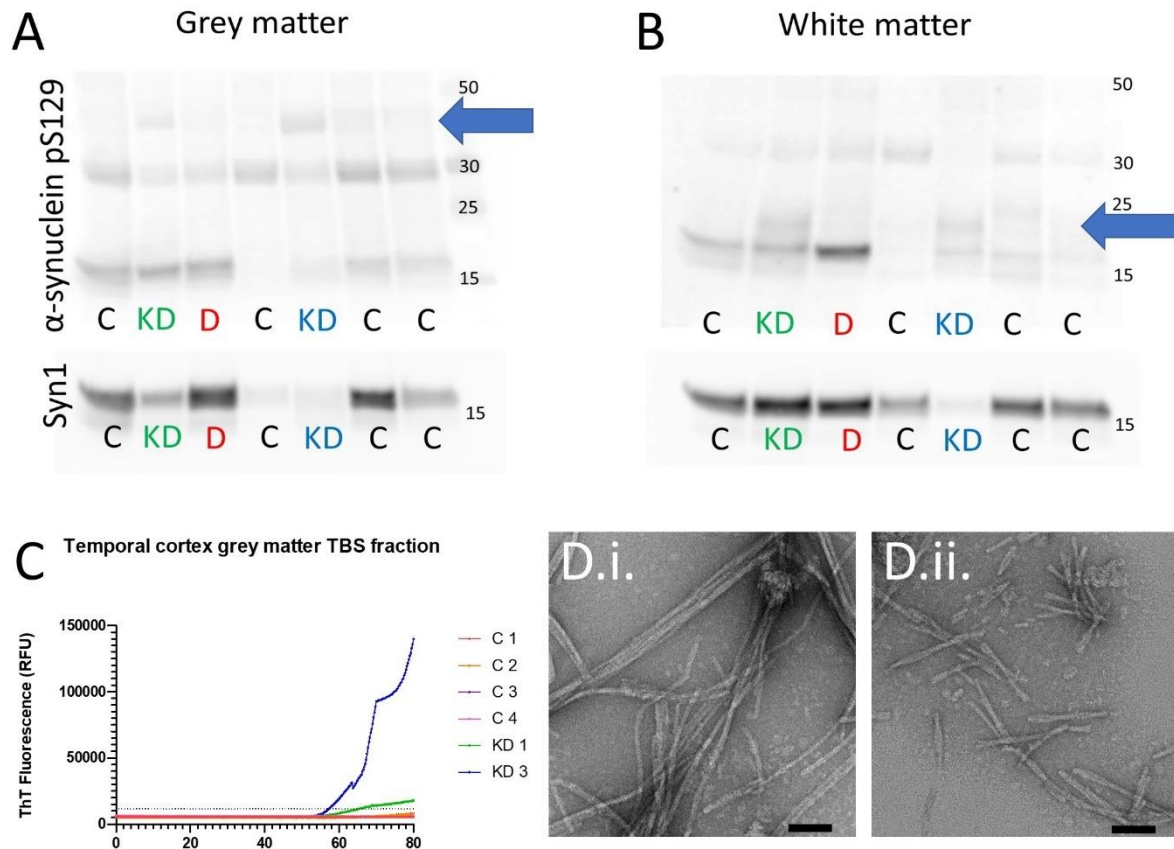 A
Grey matter
α-synuclein pS129
50
30
25
15
C KD D C KD C C
Syn1
15
C KD D C KD C C
B
White matter
50
30
25
15
C KD D C KD C C
15
C KD D C KD C C
C
Temporal cortex grey matter TBS fraction
ThT Fluorescence (RFU)
150000
100000
50000
0
0 20 40 60 80
C 1
C 2
C 3
C 4
KD 1
KD 3
D.i.
D.ii.